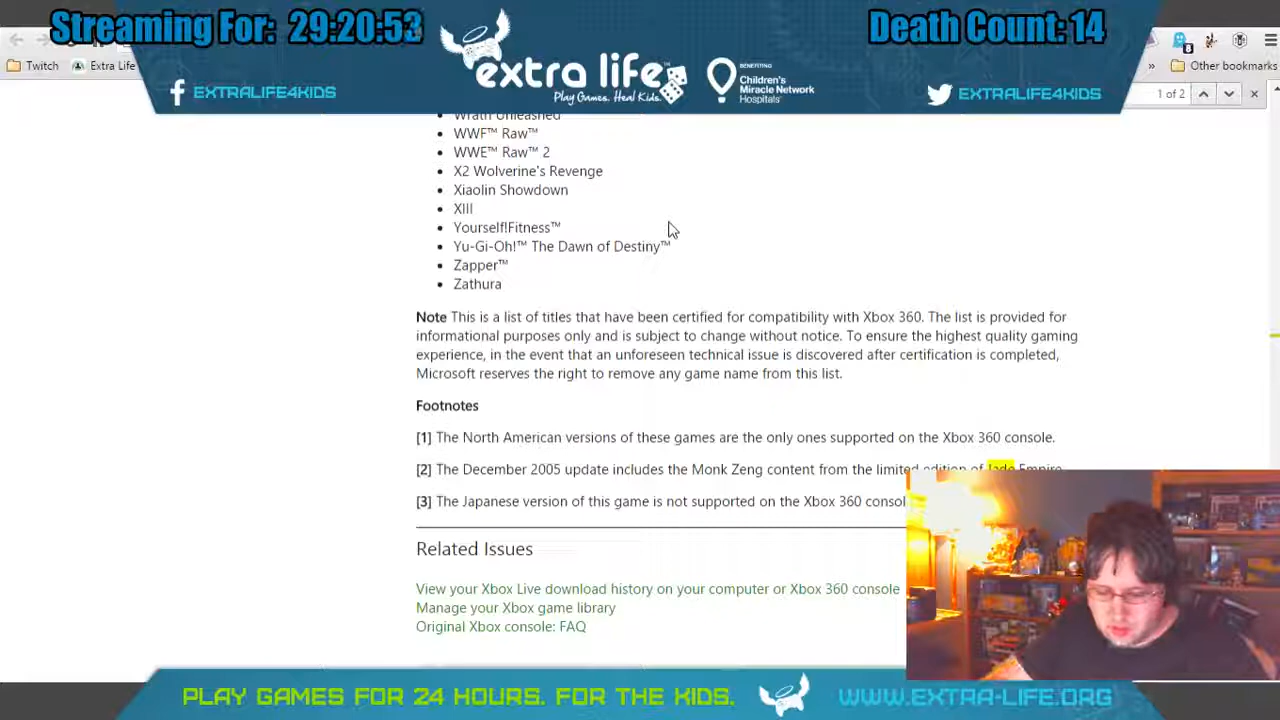 Streaming For: 29:20:53
Death Count: 14
extra life
Play Games. Heal Kids.
BENEFITING
Children's
Miracle Network
Hospitals
Twitch
Extra Life
»
Other bookmarks
EXTRALIFE4KIDS
EXTRALIFE4KIDS
1 of 2
Wrath Unleashed
WWF™ Raw™
WWE™ Raw™ 2
X2 Wolverine's Revenge
Xiaolin Showdown
XIII
Yourself!Fitness™
Yu-Gi-Oh!™ The Dawn of Destiny™
Zapper™
Zathura
Note This is a list of titles that have been certified for compatibility with Xbox 360. The list is provided for
informational purposes only and is subject to change without notice. To ensure the highest quality gaming
experience, in the event that an unforeseen technical issue is discovered after certification is completed,
Microsoft reserves the right to remove any game name from this list.
Footnotes
[1] The North American versions of these games are the only ones supported on the Xbox 360 console.
[2] The December 2005 update includes the Monk Zeng content from the limited edition of Jade Empire
[3] The Japanese version of this game is not supported on the Xbox 360 consol
Related Issues
View your Xbox Live download history on your computer or Xbox 360 console
Manage your Xbox game library
Original Xbox console: FAQ
PLAY GAMES FOR 24 HOURS. FOR THE KIDS.
WWW.EXTRA-LIFE.ORG